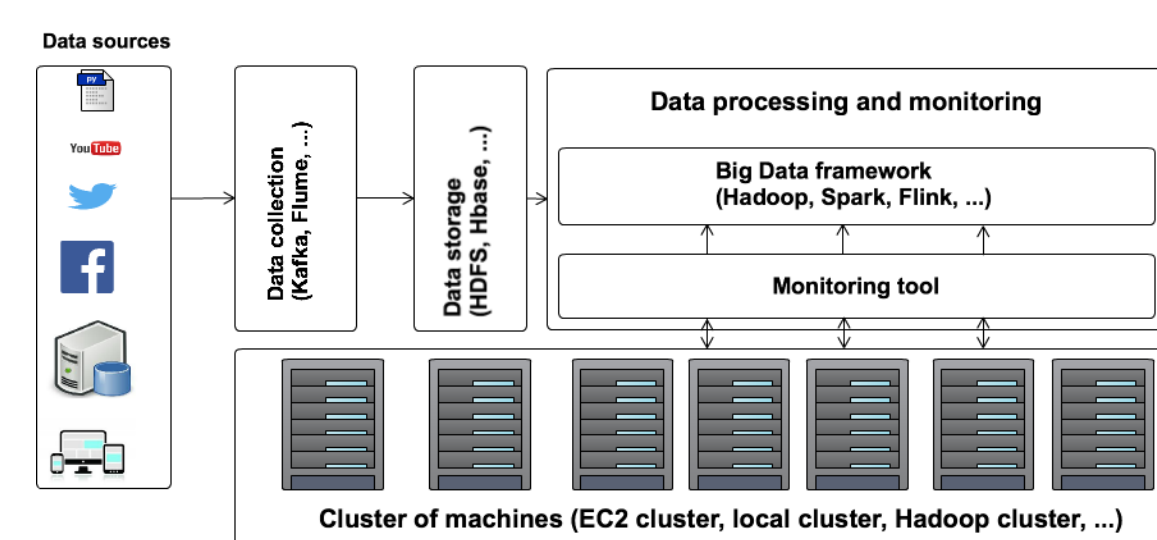 Data sources
py
YouTube
Data collection
(Kafka, Flume, ...)
Data storage
(HDFS, Hbase, ...)
Data processing and monitoring
Big Data framework
(Hadoop, Spark, Flink, ...)
Monitoring tool
Cluster of machines (EC2 cluster, local cluster, Hadoop cluster, ...)